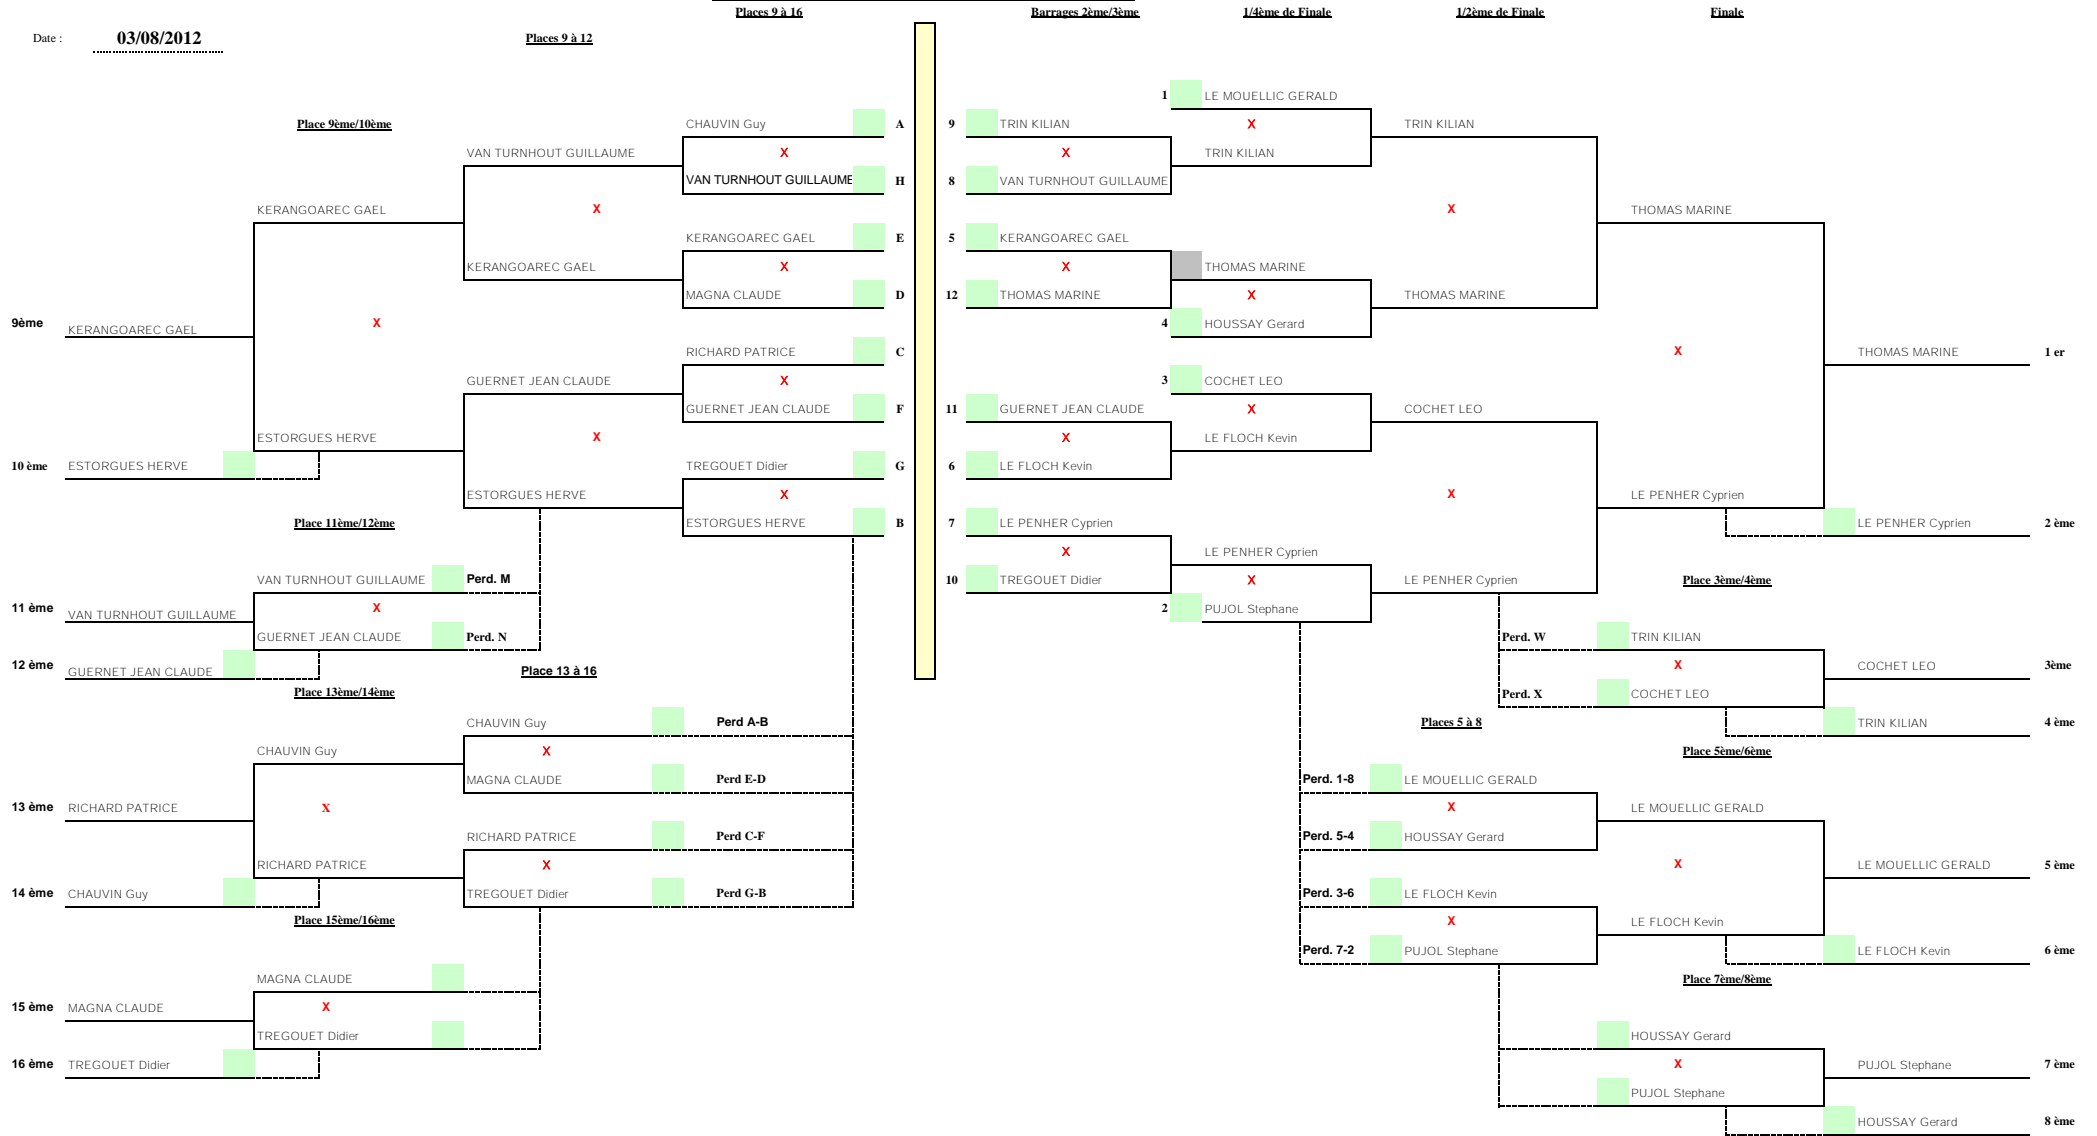 Places 9 à 16
Barrages 2ème/3ème
1/4ème de Finale
1/2ème de Finale
Finale
Date :
03/08/2012
Places 9 à 12
1
LE MOUELLIC GERALD
Place 9ème/10ème
CHAUVIN Guy
A
9
TRIN KILIAN
X
TRIN KILIAN
VAN TURNHOUT GUILLAUME
X
X
TRIN KILIAN
VAN TURNHOUT GUILLAUME
H
8
VAN TURNHOUT GUILLAUME
KERANGOAREC GAEL
X
X
THOMAS MARINE
KERANGOAREC GAEL
E
5
KERANGOAREC GAEL
KERANGOAREC GAEL
X
X
THOMAS MARINE
MAGNA CLAUDE
D
12
THOMAS MARINE
X
THOMAS MARINE
9ème
KERANGOAREC GAEL
X
4
HOUSSAY Gerard
RICHARD PATRICE
C
X
THOMAS MARINE
1 er
GUERNET JEAN CLAUDE
X
3
COCHET LEO
GUERNET JEAN CLAUDE
F
11
GUERNET JEAN CLAUDE
X
COCHET LEO
ESTORGUES HERVE
X
X
LE FLOCH Kevin
10 ème
ESTORGUES HERVE
TREGOUET Didier
G
6
LE FLOCH Kevin
ESTORGUES HERVE
X
X
LE PENHER Cyprien
Place 11ème/12ème
ESTORGUES HERVE
B
7
LE PENHER Cyprien
LE PENHER Cyprien
2 ème
X
LE PENHER Cyprien
VAN TURNHOUT GUILLAUME
Perd. M
10
TREGOUET Didier
X
LE PENHER Cyprien
Place 3ème/4ème
11 ème
VAN TURNHOUT GUILLAUME
X
2
PUJOL Stephane
GUERNET JEAN CLAUDE
Perd. N
Perd. W
TRIN KILIAN
12 ème
GUERNET JEAN CLAUDE
Place 13 à 16
X
COCHET LEO
3ème
Place 13ème/14ème
Perd. X
COCHET LEO
CHAUVIN Guy
Perd A-B
Places 5 à 8
TRIN KILIAN
4 ème
CHAUVIN Guy
X
Place 5ème/6ème
MAGNA CLAUDE
Perd E-D
Perd. 1-8
LE MOUELLIC GERALD
13 ème
RICHARD PATRICE
X
X
LE MOUELLIC GERALD
RICHARD PATRICE
Perd C-F
Perd. 5-4
HOUSSAY Gerard
RICHARD PATRICE
X
X
LE MOUELLIC GERALD
5 ème
14 ème
CHAUVIN Guy
TREGOUET Didier
Perd G-B
Perd. 3-6
LE FLOCH Kevin
Place 15ème/16ème
X
LE FLOCH Kevin
Perd. 7-2
PUJOL Stephane
LE FLOCH Kevin
6 ème
MAGNA CLAUDE
Place 7ème/8ème
15 ème
MAGNA CLAUDE
X
TREGOUET Didier
HOUSSAY Gerard
16 ème
TREGOUET Didier
X
PUJOL Stephane
7 ème
PUJOL Stephane
HOUSSAY Gerard
8 ème